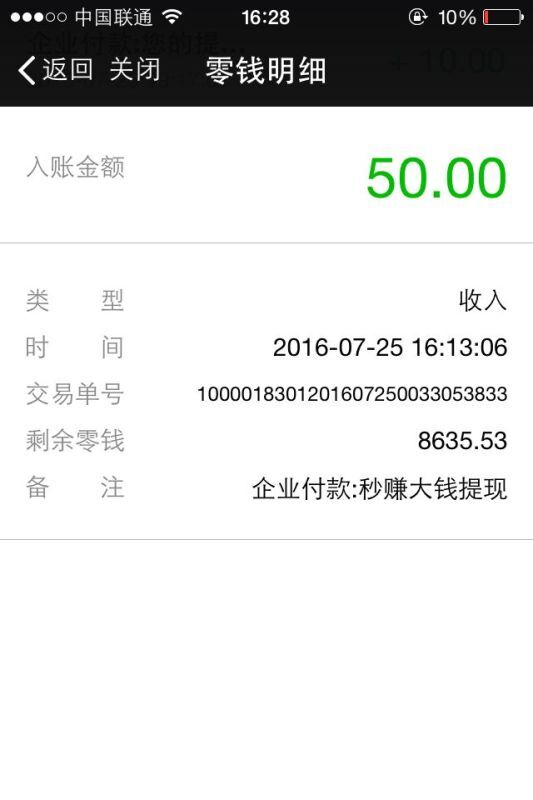 中国联通 16:28 10%
企业付款:您的提... + 10.00
返回 关闭 零钱明细
入账金额 50.00
类型 收入
时间 2016-07-25 16:13:06
交易单号 1000018301201607250033053833
剩余零钱 8635.53
备注 企业付款:秒赚大钱提现